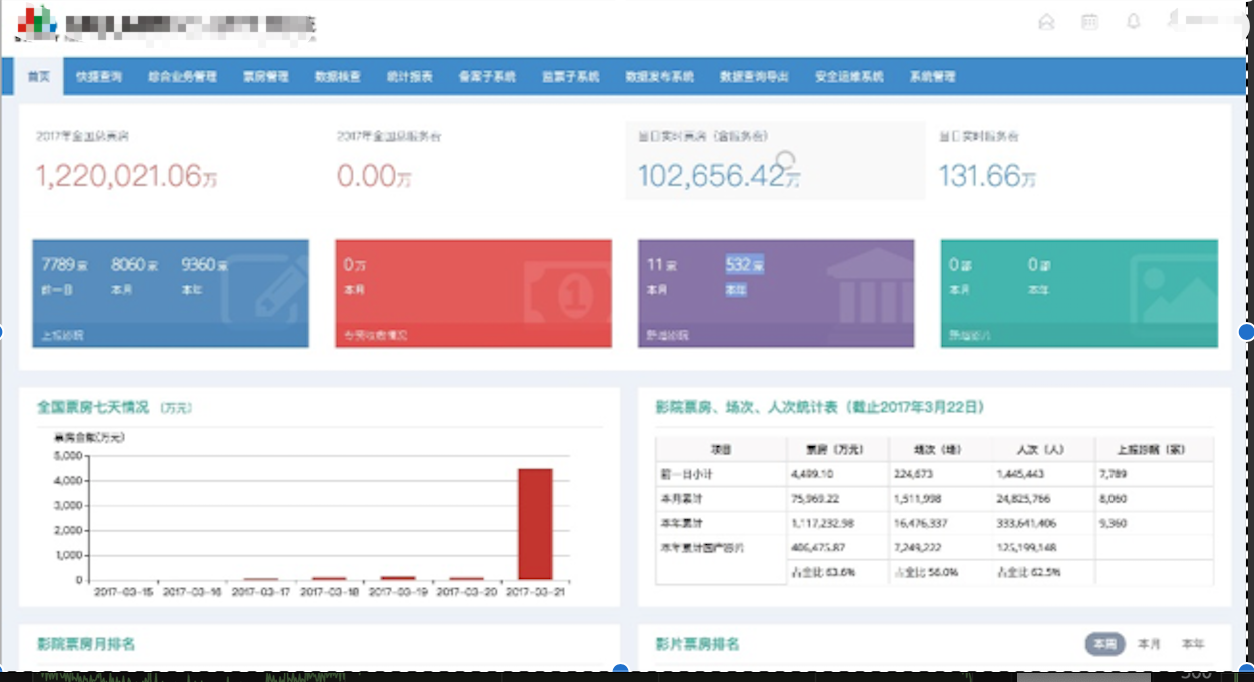 首页 快捷查询 综合业务管理 票房管理 数据核查 统计报表 备案子系统 监票子系统 数据发布系统 数据查询导出 安全运维系统 系统管理
2017年全国总票房 2017年全国总服务费 当日实时票房（含服务费） 当日实时服务费
1,220,021.06万 0.00万 102,656.42万 131.66万
7789家 8060家 9360家 0万 11家 532家 0部 0部
前一日 本月 本年 本月 本月 本年 本月 本年
上报影院 新增影院 新增影片
全国票房七天情况 （万元） 影院票房、场次、人次统计表（截止2017年3月22日）
票房金额(万元)
5,000
4,000
3,000
2,000
1,000
0
2017-03-15 2017-03-16 2017-03-17 2017-03-18 2017-03-19 2017-03-20 2017-03-21
项目 票房（万元） 场次（场） 人次（人） 上报影院（家）
前一日小计 4,499.10 224,673 1,445,443 7,789
本月累计 75,969.22 1,511,998 24,825,766 8,060
本年累计 1,117,232.98 16,476,337 333,641,406 9,360
本年累计国产影片 406,475.87 7,249,222 125,199,148
占全比 63.6% 占全比 56.0% 占全比 62.5%
影院票房月排名 影片票房排名 本周 本月 本年